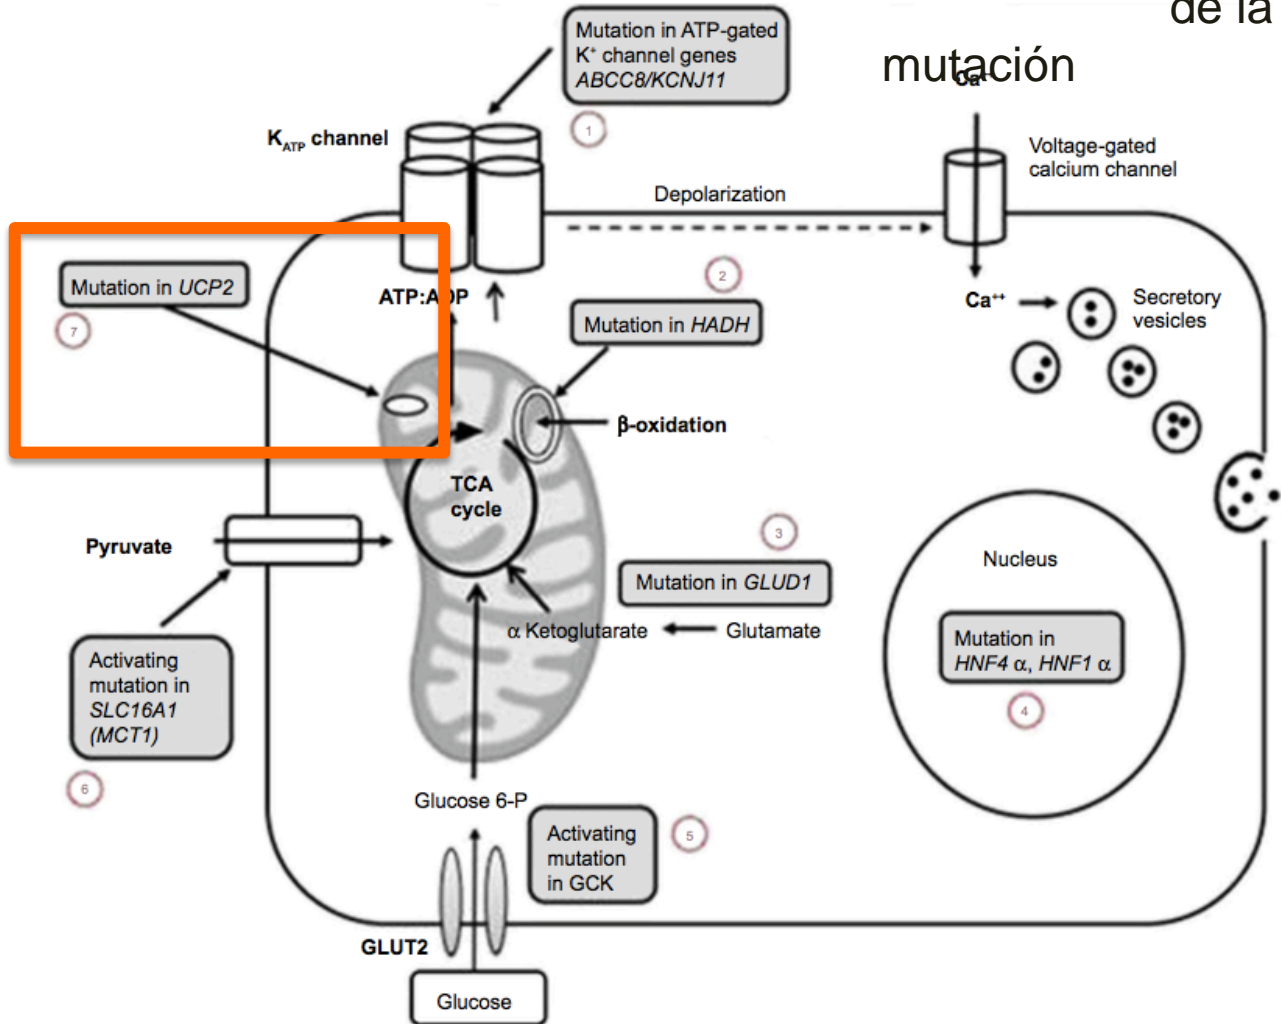 de la
mutación
Mutation in ATP-gated
K⁺ channel genes
ABCC8/KCNJ11
1
Ca⁺⁺
K_ATP channel
Voltage-gated
calcium channel
Depolarization
Mutation in UCP2
7
ATP:ADP
2
Mutation in HADH
Ca⁺⁺
Secretory
vesicles
β-oxidation
TCA
cycle
Pyruvate
3
Mutation in GLUD1
α Ketoglutarate
Glutamate
Nucleus
Mutation in
HNF4 α, HNF1 α
4
Activating
mutation in
SLC16A1
(MCT1)
6
Glucose 6-P
Activating
mutation
in GCK
5
GLUT2
Glucose